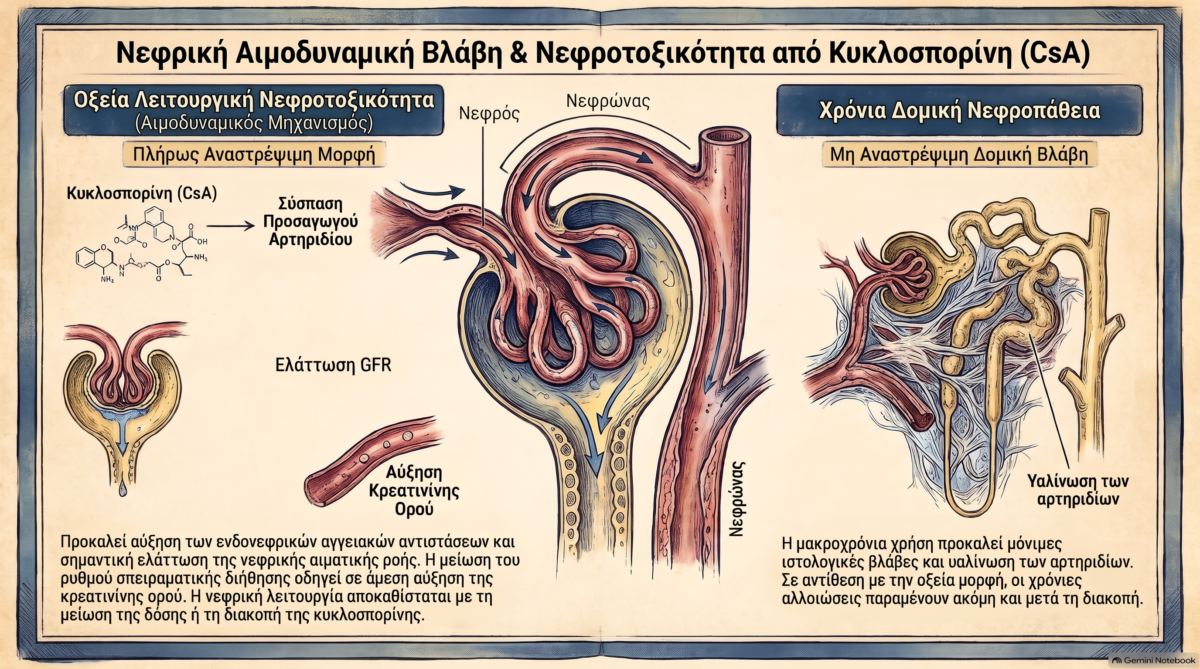 Νεφρική Αιμοδυναμική Βλάβη & Νεφροτοξικότητα από Κυκλοσπορίνη (CsA)
Οξεία Λειτουργική Νεφροτοξικότητα
(Αιμοδυναμικός Μηχανισμός)
Πλήρως Αναστρέψιμη Μορφή
Κυκλοσπορίνη (CsA)
OH
NH₂
O
O
N
NH₂
Σύσπαση
Προσαγωγού
Αρτηριδίου
Ελάττωση GFR
Αύξηση
Κρεατινίνης
Ορού
Προκαλεί αύξηση των ενδονεφρικών αγγειακών αντιστάσεων και
σημαντική ελάττωση της νεφρικής αιματικής ροής. Η μείωση του
ρυθμού σπειραματικής διήθησης οδηγεί σε άμεση αύξηση της
κρεατινίνης ορού. Η νεφρική λειτουργία αποκαθίσταται με τη
μείωση της δόσης ή τη διακοπή της κυκλοσπορίνης.
Νεφρός
Νεφρώνας
Νεφρώνας
Χρόνια Δομική Νεφροπάθεια
Μη Αναστρέψιμη Δομική Βλάβη
Υαλίνωση των
αρτηριδίων
Η μακροχρόνια χρήση προκαλεί μόνιμες
ιστολογικές βλάβες και υαλίνωση των αρτηριδίων.
Σε αντίθεση με την οξεία μορφή, οι χρόνιες
αλλοιώσεις παραμένουν ακόμη και μετά τη διακοπή.
Gemini Notebook